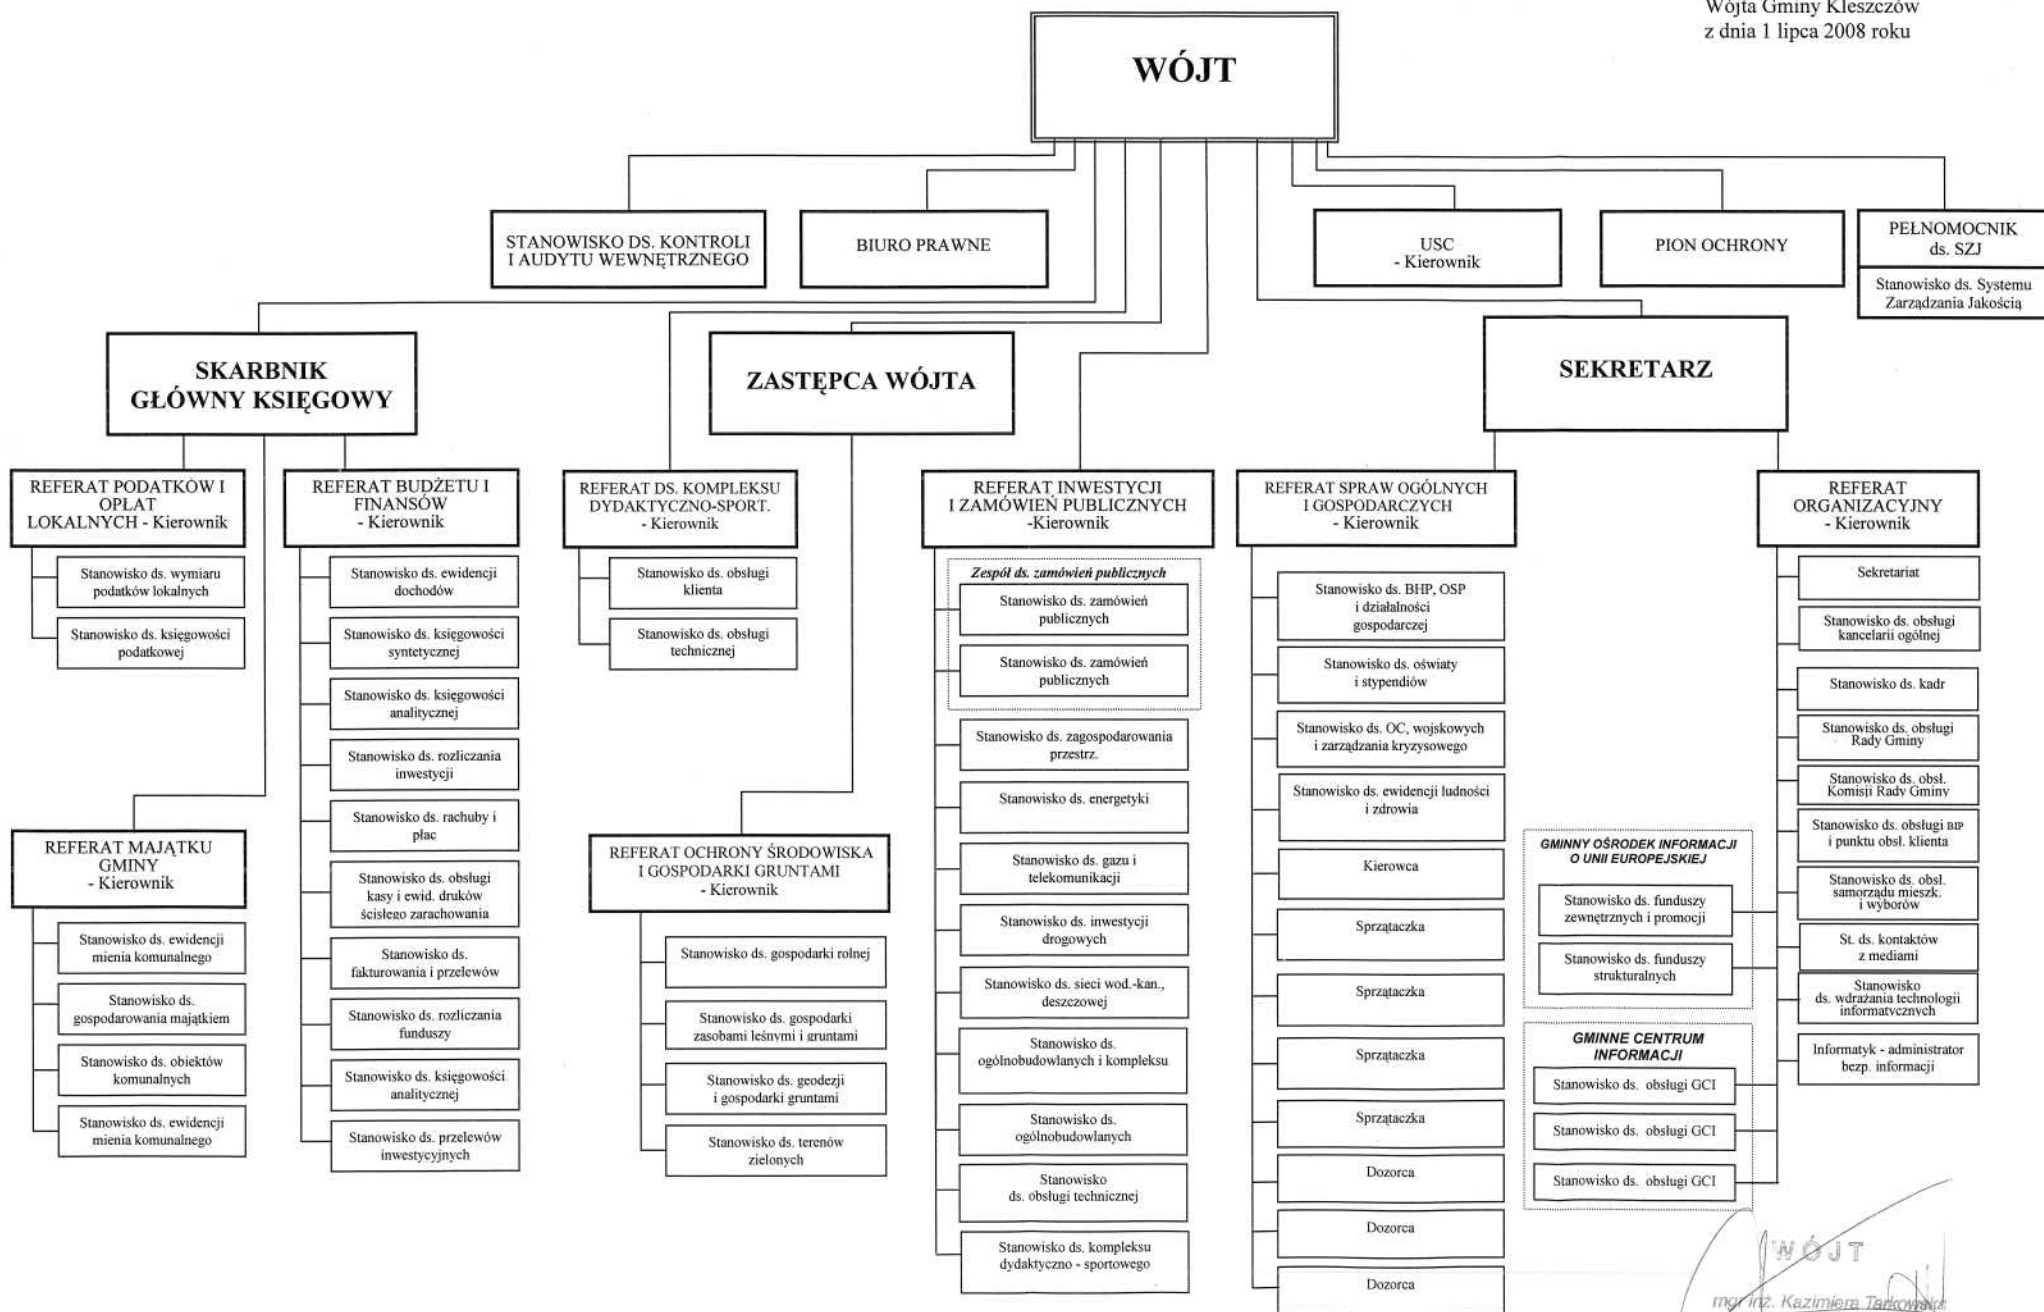 Wójta Gminy Kleszczów
z dnia 1 lipca 2008 roku
WÓJT
STANOWISKO DS. KONTROLI
I AUDYTU WEWNĘTRZNEGO
BIURO PRAWNE
USC
- Kierownik
PION OCHRONY
PEŁNOMOCNIK
ds. SZJ
Stanowisko ds. Systemu
Zarządzania Jakością
SKARBNIK
GŁÓWNY KSIĘGOWY
ZASTĘPCA WÓJTA
SEKRETARZ
REFERAT PODATKÓW I
OPŁAT
LOKALNYCH - Kierownik
Stanowisko ds. wymiaru
podatków lokalnych
Stanowisko ds. księgowości
podatkowej
REFERAT MAJĄTKU
GMINY
- Kierownik
Stanowisko ds. ewidencji
mienia komunalnego
Stanowisko ds.
gospodarowania majątkiem
Stanowisko ds. obiektów
komunalnych
Stanowisko ds. ewidencji
mienia komunalnego
REFERAT BUDŻETU I
FINANSÓW
- Kierownik
Stanowisko ds. ewidencji
dochodów
Stanowisko ds. księgowości
syntetycznej
Stanowisko ds. księgowości
analitycznej
Stanowisko ds. rozliczania
inwestycji
Stanowisko ds. rachuby i
płac
Stanowisko ds. obsługi
kasy i ewid. druków
ścisłego zarachowania
Stanowisko ds.
fakturowania i przelewów
Stanowisko ds. rozliczania
funduszy
Stanowisko ds. księgowości
analitycznej
Stanowisko ds. przelewów
inwestycyjnych
REFERAT DS. KOMPLEKSU
DYDAKTYCZNO-SPORT.
- Kierownik
Stanowisko ds. obsługi
klienta
Stanowisko ds. obsługi
technicznej
REFERAT OCHRONY ŚRODOWISKA
I GOSPODARKI GRUNTAMI
- Kierownik
Stanowisko ds. gospodarki rolnej
Stanowisko ds. gospodarki
zasobami leśnymi i gruntami
Stanowisko ds. geodezji
i gospodarki gruntami
Stanowisko ds. terenów
zielonych
REFERAT INWESTYCJI
I ZAMÓWIEŃ PUBLICZNYCH
-Kierownik
Zespół ds. zamówień publicznych
Stanowisko ds. zamówień
publicznych
Stanowisko ds. zamówień
publicznych
Stanowisko ds. zagospodarowania
przestrz.
Stanowisko ds. energetyki
Stanowisko ds. gazu i
telekomunikacji
Stanowisko ds. inwestycji
drogowych
Stanowisko ds. sieci wod.-kan.,
deszczowej
Stanowisko ds.
ogólnobudowlanych i kompleksu
Stanowisko ds.
ogólnobudowlanych
Stanowisko
ds. obsługi technicznej
Stanowisko ds. kompleksu
dydaktyczno - sportowego
REFERAT SPRAW OGÓLNYCH
I GOSPODARCZYCH
- Kierownik
Stanowisko ds. BHP, OSP
i działalności
gospodarczej
Stanowisko ds. oświaty
i stypendiów
Stanowisko ds. OC, wojskowych
i zarządzania kryzysowego
Stanowisko ds. ewidencji ludności
i zdrowia
Kierowca
Sprzątaczka
Sprzątaczka
Sprzątaczka
Sprzątaczka
Dozorca
Dozorca
Dozorca
REFERAT
ORGANIZACYJNY
- Kierownik
Sekretariat
Stanowisko ds. obsługi
kancelarii ogólnej
Stanowisko ds. kadr
Stanowisko ds. obsługi
Rady Gminy
Stanowisko ds. obsł.
Komisji Rady Gminy
Stanowisko ds. obsługi BIP
i punktu obsł. klienta
Stanowisko ds. obsł.
samorządu mieszk.
i wyborów
St. ds. kontaktów
z mediami
Stanowisko
ds. wdrażania technologii
informatycznych
Informatyk - administrator
bezp. informacji
GMINNY OŚRODEK INFORMACJI
O UNII EUROPEJSKIEJ
Stanowisko ds. funduszy
zewnętrznych i promocji
Stanowisko ds. funduszy
strukturalnych
GMINNE CENTRUM
INFORMACJI
Stanowisko ds. obsługi GCI
Stanowisko ds. obsługi GCI
Stanowisko ds. obsługi GCI
WÓJT
mgr inż. Kazimiera Tarkowska